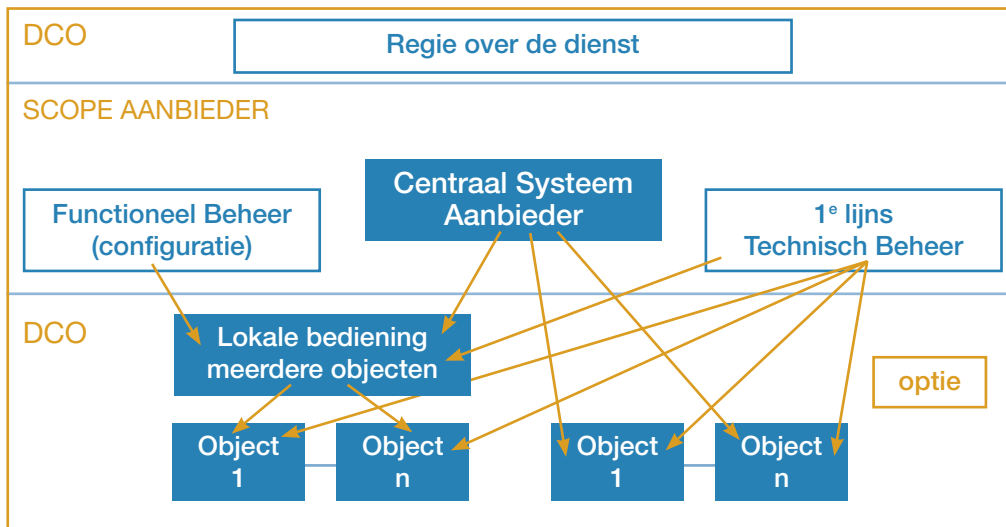 DCO
Regie over de dienst
SCOPE AANBIEDER
Functioneel Beheer
(configuratie)
Centraal Systeem
Aanbieder
1e lijns
Technisch Beheer
DCO
Lokale bediening
meerdere objecten
optie
Object
1
Object
n
Object
1
Object
n